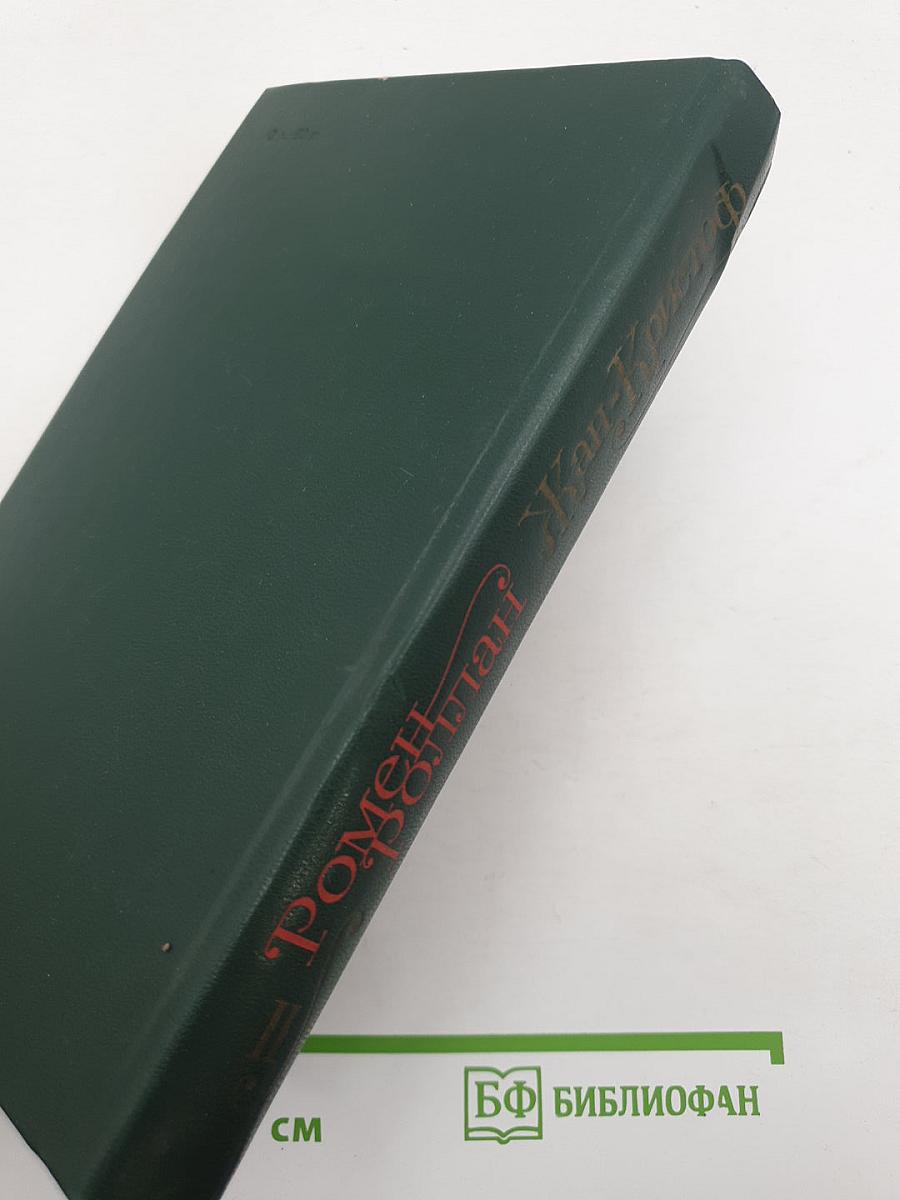 Ромен
Роллан
Жан-Кристоф
СМ
БФ БИБЛИОФАН